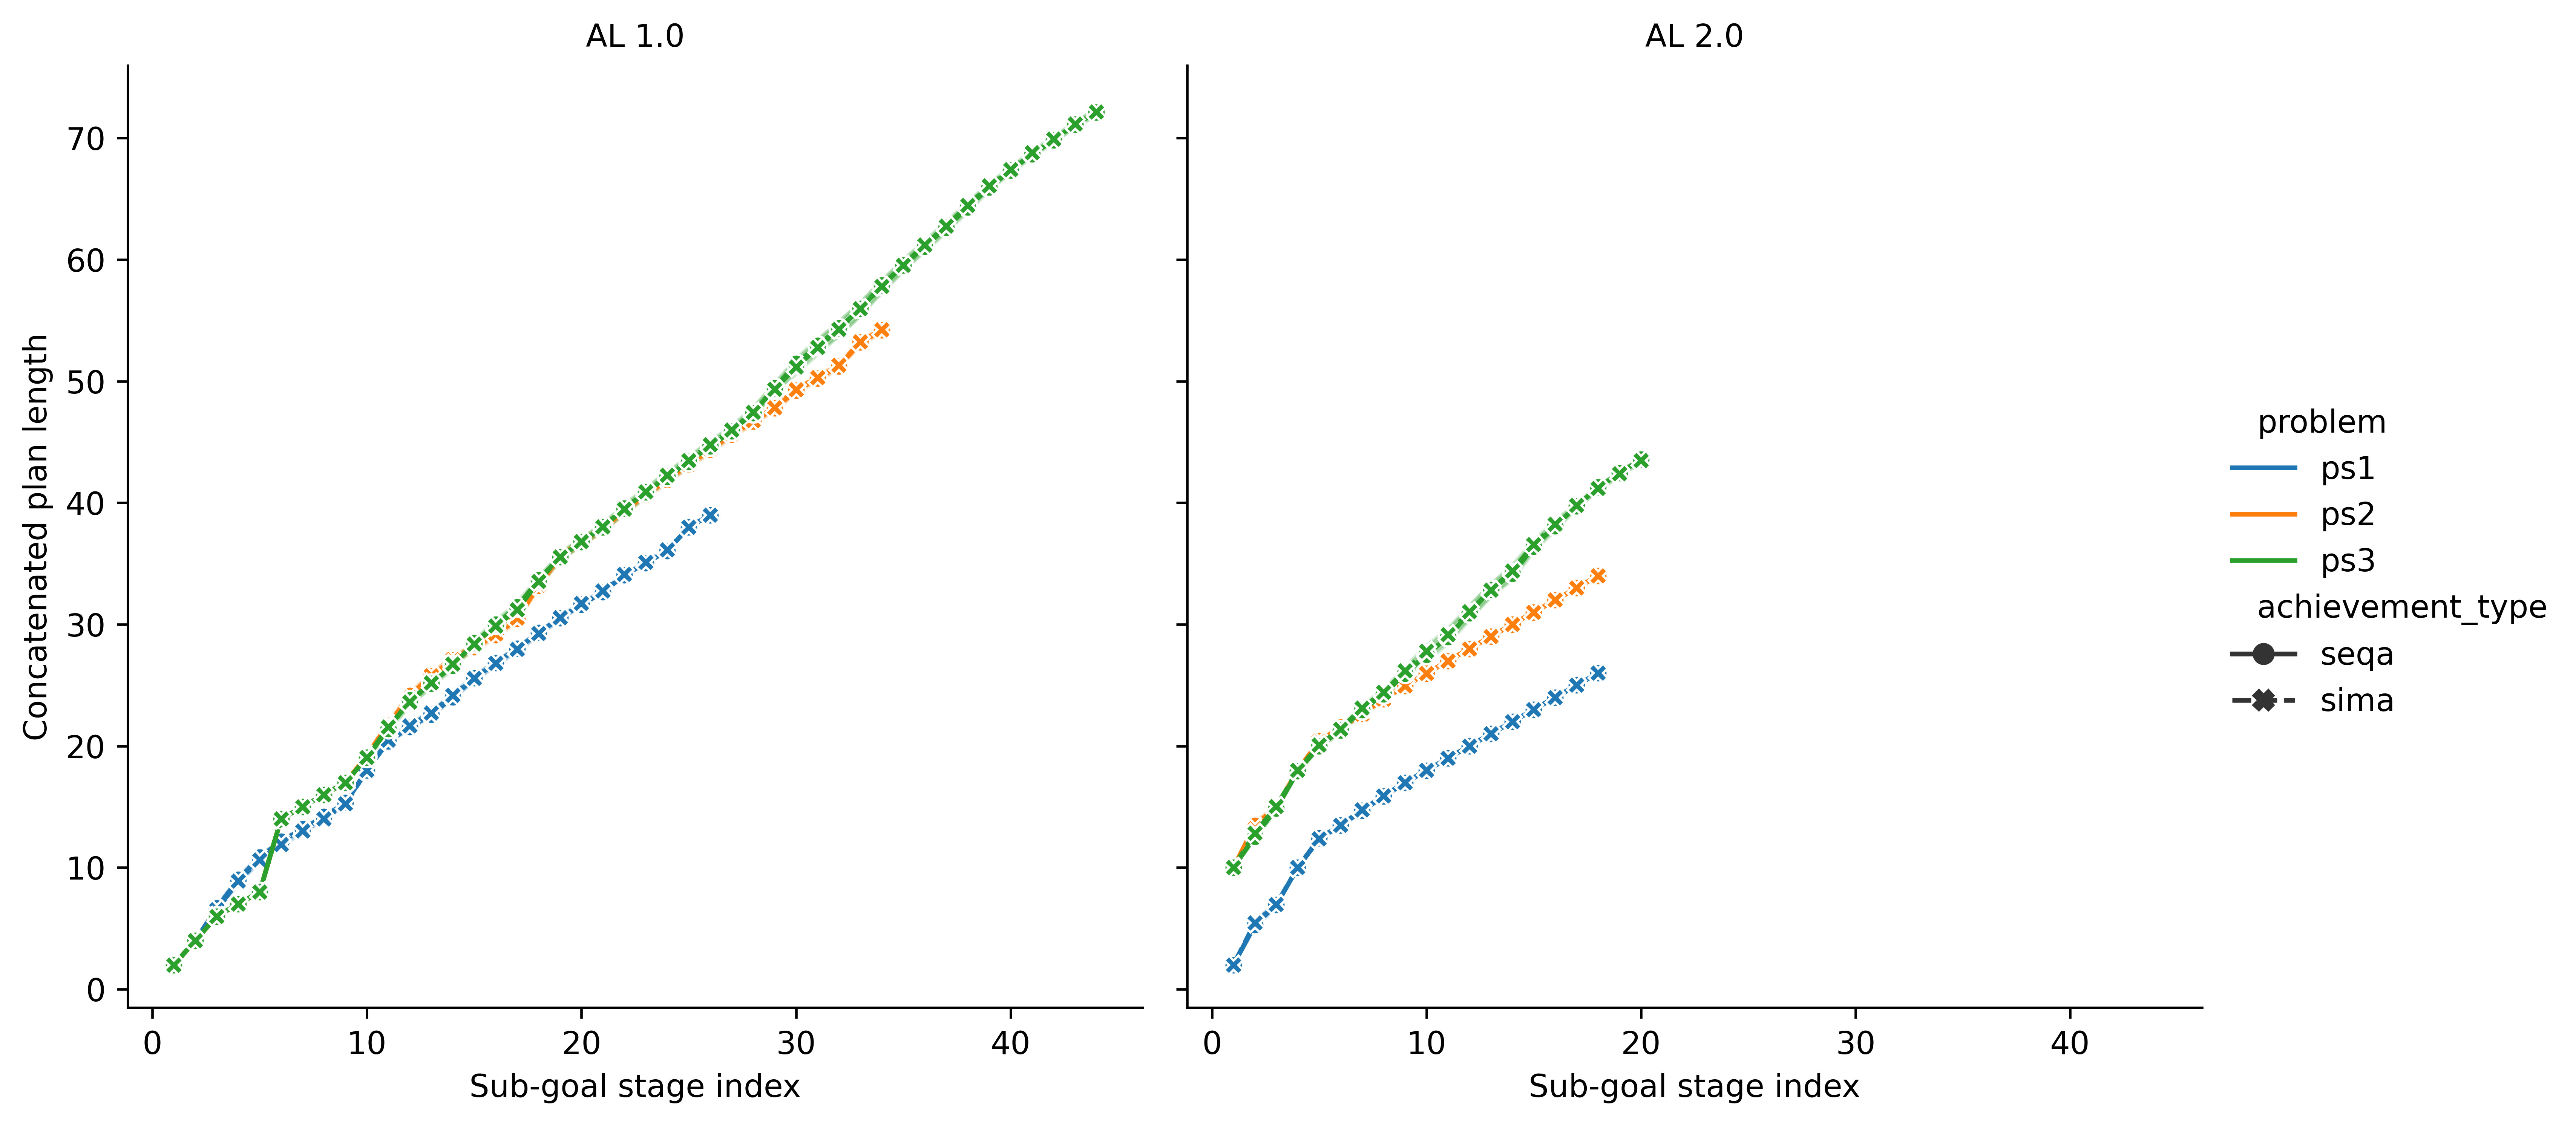 AL 1.0
AL 2.0
Concatenated plan length
70
60
50
40
30
20
10
0
0 10 20 30 40
0 10 20 30 40
Sub-goal stage index
Sub-goal stage index
problem
ps1
ps2
ps3
achievement_type
seqa
sima